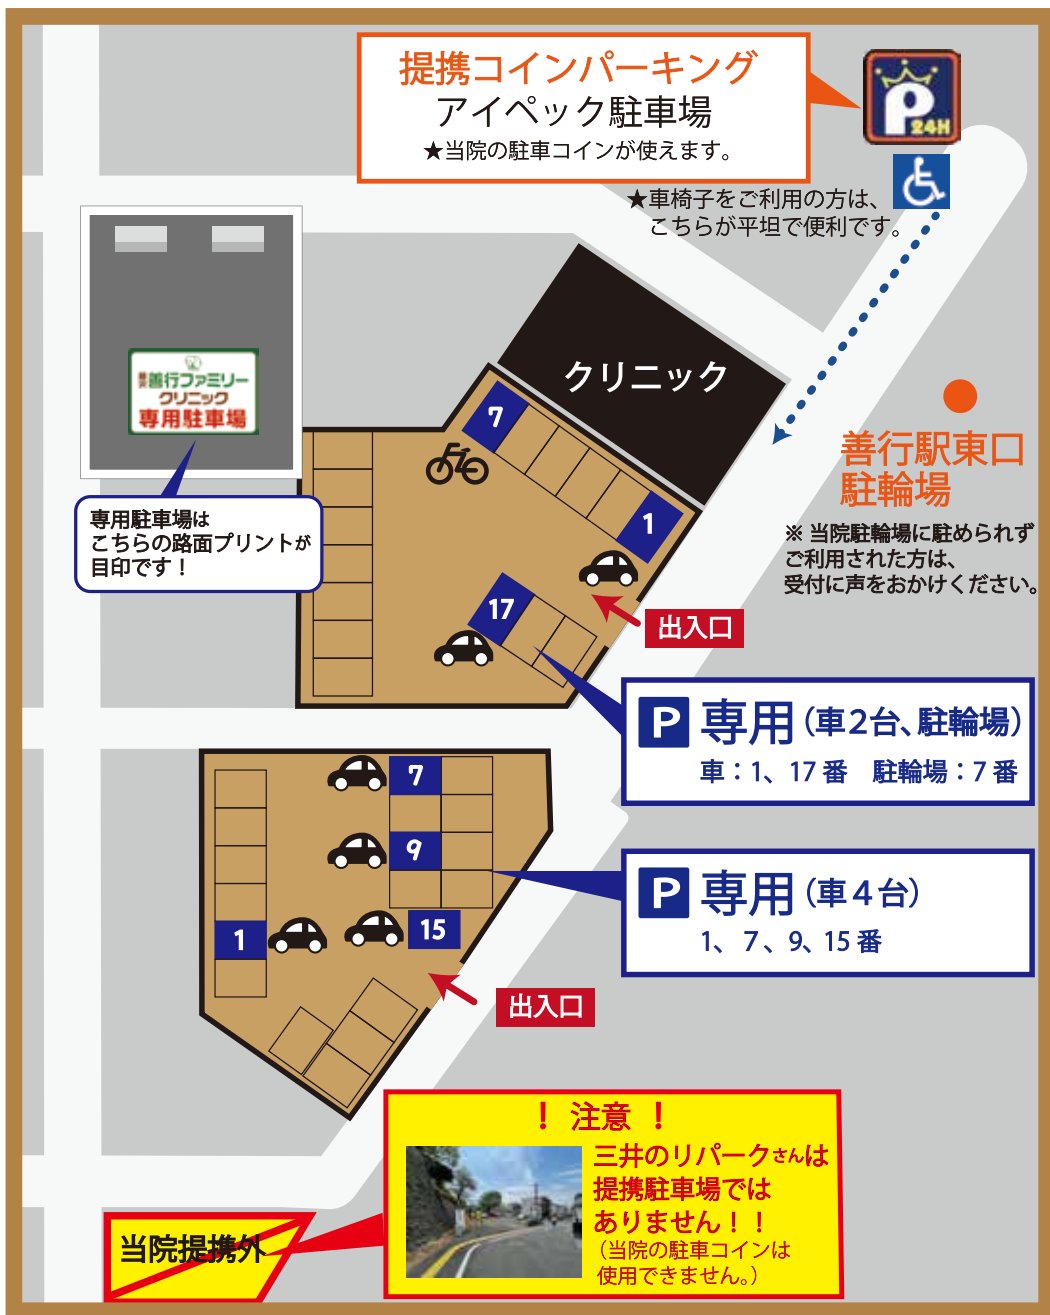 提携コインパーキング
アイペック駐車場
★当院の駐車コインが使えます。
P
24H
★車椅子をご利用の方は、
こちらが平坦で便利です。
善行ファミリー
クリニック
専用駐車場
専用駐車場は
こちらの路面プリントが
目印です！
クリニック
7
1
17
出入口
善行駅東口
駐輪場
※ 当院駐輪場に駐められず
ご利用された方は、
受付に声をおかけください。
P 専用（車２台、駐輪場）
車：1、17 番　駐輪場：7 番
7
9
15
1
出入口
P 専用（車４台）
1、7、9、15 番
！ 注意 ！
三井のリパークさんは
提携駐車場では
ありません！！
（当院の駐車コインは
使用できません。）
当院提携外